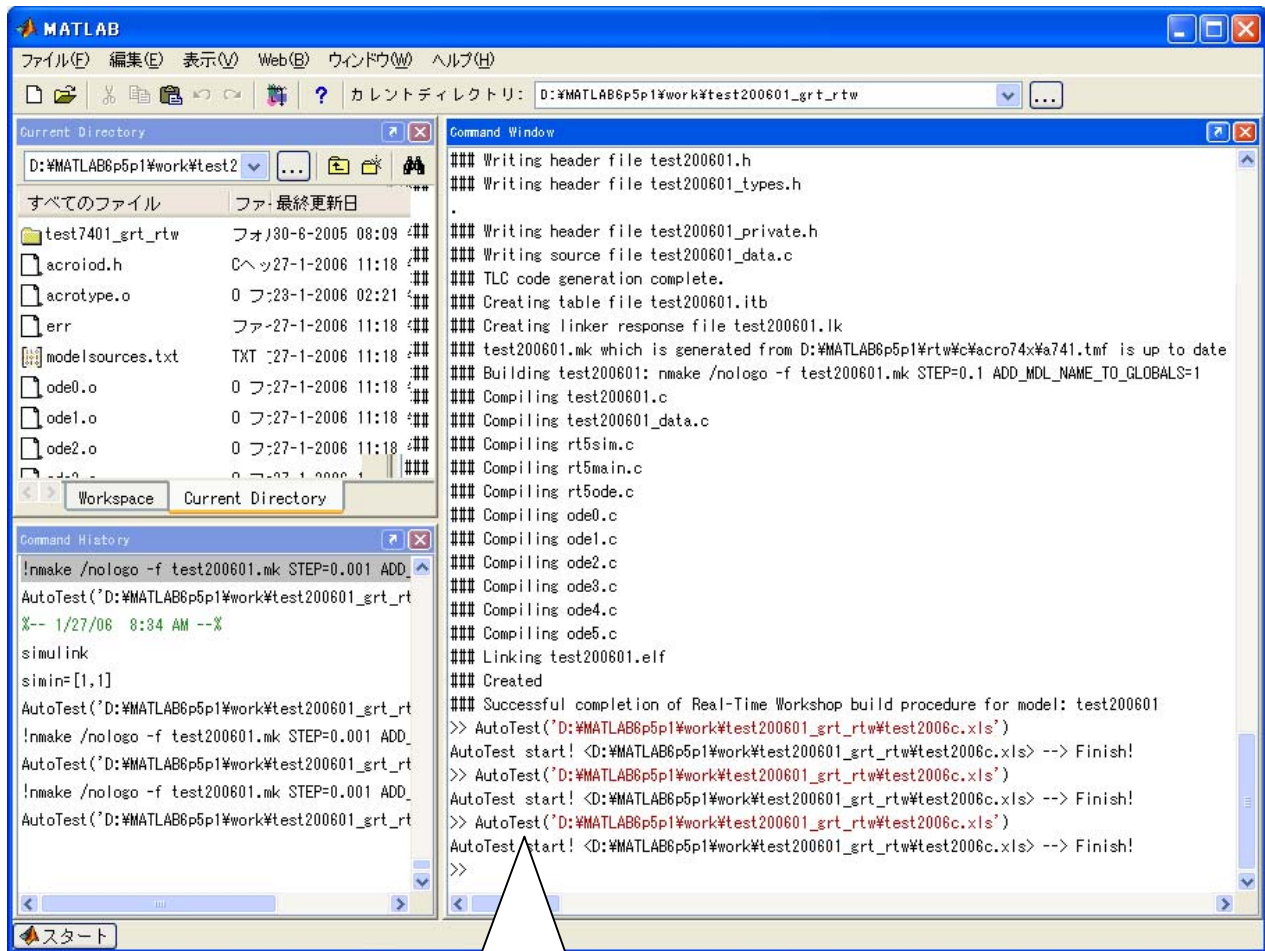 MATLAB
ファイル(F) 編集(E) 表示(V) Web(B) ウィンドウ(W) ヘルプ(H)
? カレントディレクトリ: D:¥MATLAB6p5p1¥work¥test200601_grt_rtw ...
Current Directory
D:¥MATLAB6p5p1¥work¥test2 ...
すべてのファイル ファ 最終更新日
test7401_grt_rtw フォ 30-6-2005 08:09
acroiod.h Cヘッ 27-1-2006 11:18
acrotype.o O フ 23-1-2006 02:21
err ファ 27-1-2006 11:18
modelsources.txt TXT 27-1-2006 11:18
ode0.o O フ 27-1-2006 11:18
ode1.o O フ 27-1-2006 11:18
ode2.o O フ 27-1-2006 11:18
Workspace Current Directory
Command History
!nmake /nologo -f test200601.mk STEP=0.001 ADD_
AutoTest('D:¥MATLAB6p5p1¥work¥test200601_grt_rt
%-- 1/27/06 8:34 AM --%
simulink
simin=[1,1]
AutoTest('D:¥MATLAB6p5p1¥work¥test200601_grt_rt
!nmake /nologo -f test200601.mk STEP=0.001 ADD_
AutoTest('D:¥MATLAB6p5p1¥work¥test200601_grt_rt
!nmake /nologo -f test200601.mk STEP=0.001 ADD_
AutoTest('D:¥MATLAB6p5p1¥work¥test200601_grt_rt
Command Window
### Writing header file test200601.h
### Writing header file test200601_types.h
.
### Writing header file test200601_private.h
### Writing source file test200601_data.c
### TLC code generation complete.
### Creating table file test200601.itb
### Creating linker response file test200601.lk
### test200601.mk which is generated from D:¥MATLAB6p5p1¥rtw¥c¥acro74x¥a741.tmf is up to date
### Building test200601: nmake /nologo -f test200601.mk STEP=0.1 ADD_MDL_NAME_TO_GLOBALS=1
### Compiling test200601.c
### Compiling test200601_data.c
### Compiling rt5sim.c
### Compiling rt5main.c
### Compiling rt5ode.c
### Compiling ode0.c
### Compiling ode1.c
### Compiling ode2.c
### Compiling ode3.c
### Compiling ode4.c
### Compiling ode5.c
### Linking test200601.elf
### Created
### Successful completion of Real-Time Workshop build procedure for model: test200601
>> AutoTest('D:¥MATLAB6p5p1¥work¥test200601_grt_rtw¥test2006c.xls')
AutoTest start! <D:¥MATLAB6p5p1¥work¥test200601_grt_rtw¥test2006c.xls> --> Finish!
>> AutoTest('D:¥MATLAB6p5p1¥work¥test200601_grt_rtw¥test2006c.xls')
AutoTest start! <D:¥MATLAB6p5p1¥work¥test200601_grt_rtw¥test2006c.xls> --> Finish!
>> AutoTest('D:¥MATLAB6p5p1¥work¥test200601_grt_rtw¥test2006c.xls')
AutoTest start! <D:¥MATLAB6p5p1¥work¥test200601_grt_rtw¥test2006c.xls> --> Finish!
>>
スタート